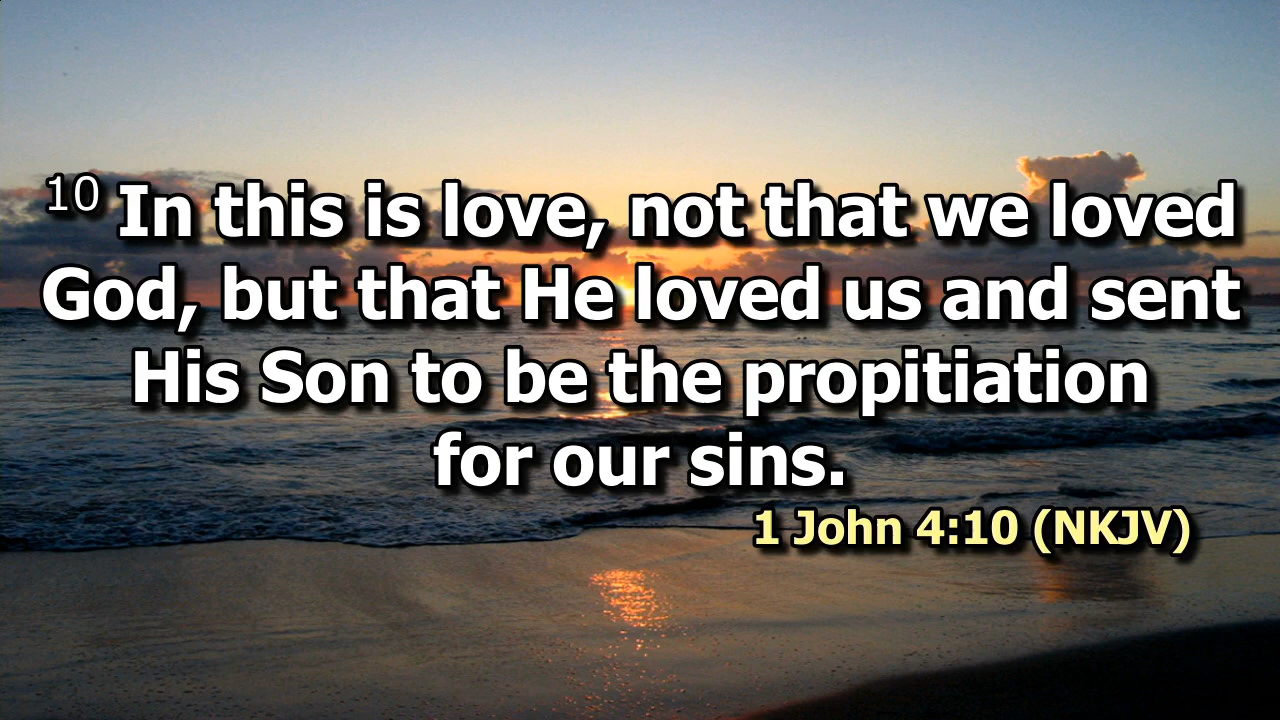 10 In this is love, not that we loved
God, but that He loved us and sent
His Son to be the propitiation
for our sins.
1 John 4:10 (NKJV)